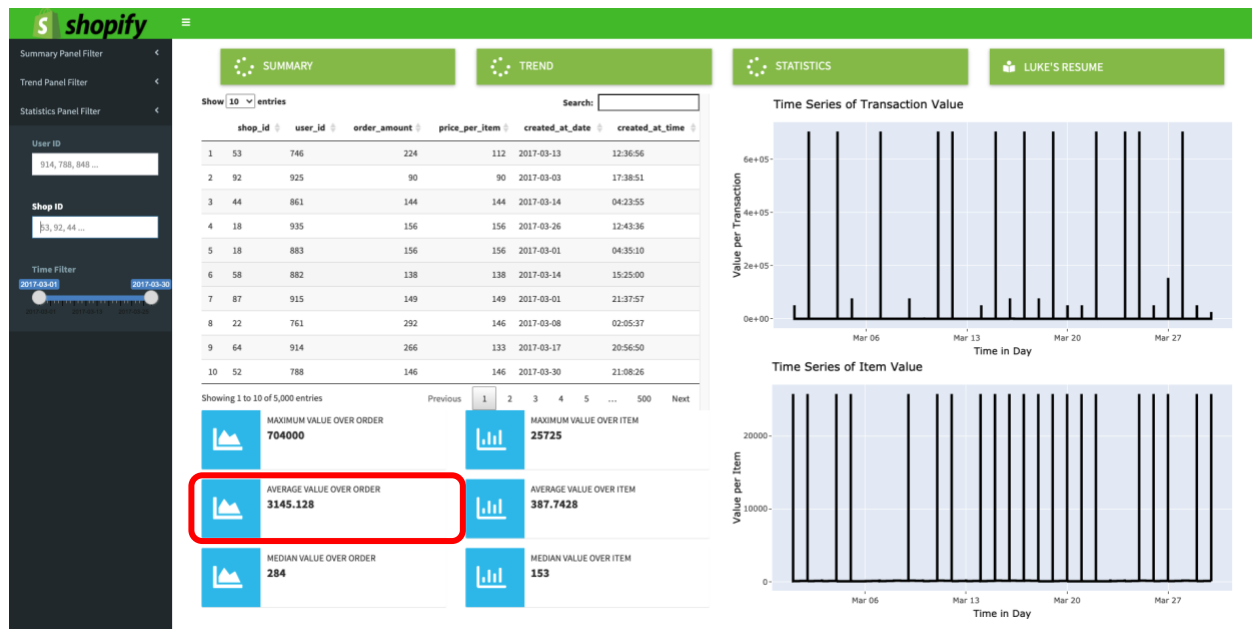 S shopify
Summary Panel Filter
Trend Panel Filter
Statistics Panel Filter
User ID
914, 788, 848 ...
Shop ID
53, 92, 44 ...
Time Filter
2017-03-01 2017-03-30
SUMMARY
TREND
STATISTICS
LUKE'S RESUME
Show 10 entries
Search:
shop_id user_id order_amount price_per_item created_at_date created_at_time
1 53 746 224 112 2017-03-13 12:36:56
2 92 925 90 90 2017-03-03 17:38:51
3 44 861 144 144 2017-03-14 04:23:55
4 18 935 156 156 2017-03-26 12:43:36
5 18 883 156 156 2017-03-01 04:35:10
6 58 882 138 138 2017-03-14 15:25:00
7 87 915 149 149 2017-03-01 21:37:57
8 22 761 292 146 2017-03-08 02:05:37
9 64 914 266 133 2017-03-17 20:56:50
10 52 788 146 146 2017-03-30 21:08:26
Showing 1 to 10 of 5,000 entries
Previous 1 2 3 4 5 ... 500 Next
MAXIMUM VALUE OVER ORDER
704000
MAXIMUM VALUE OVER ITEM
25725
AVERAGE VALUE OVER ORDER
3145.128
AVERAGE VALUE OVER ITEM
387.7428
MEDIAN VALUE OVER ORDER
284
MEDIAN VALUE OVER ITEM
153
Time Series of Transaction Value
Value per Transaction
6e+05
4e+05
2e+05
0e+00
Mar 06 Mar 13 Mar 20 Mar 27
Time in Day
Time Series of Item Value
Value per Item
20000
10000
0
Mar 06 Mar 13 Mar 20 Mar 27
Time in Day